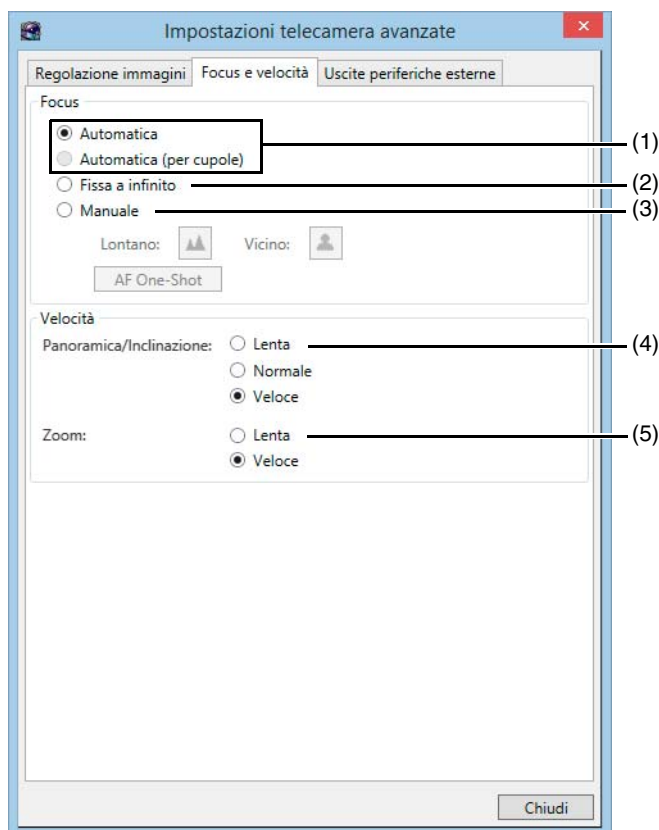 Impostazioni telecamera avanzate
Regolazione immagini Focus e velocità Uscite periferiche esterne
Focus
Automatica
(1)
Automatica (per cupole)
Fissa a infinito
(2)
Manuale
(3)
Lontano: Vicino:
AF One-Shot
Velocità
Panoramica/Inclinazione: Lenta
(4)
Normale
Veloce
Zoom: Lenta
(5)
Veloce
Chiudi